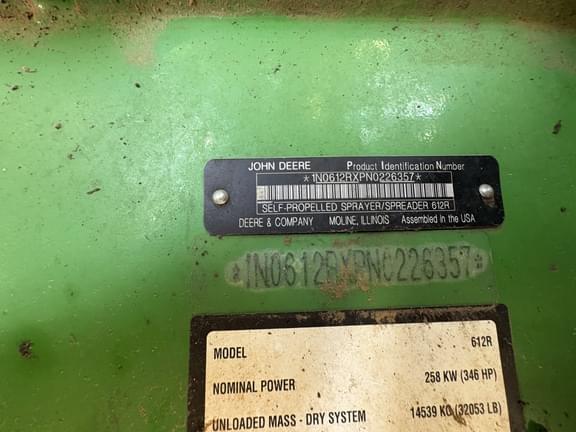 JOHN DEERE Product Identification Number
*1N0612RXPN0226357*
SELF-PROPELLED SPRAYER/SPREADER 612R
DEERE & COMPANY MOLINE, ILLINOIS Assembled in the USA
*1N0612RXPN0226357*
MODEL 612R
NOMINAL POWER 258 KW (346 HP)
UNLOADED MASS - DRY SYSTEM 14539 KG (32053 LB)